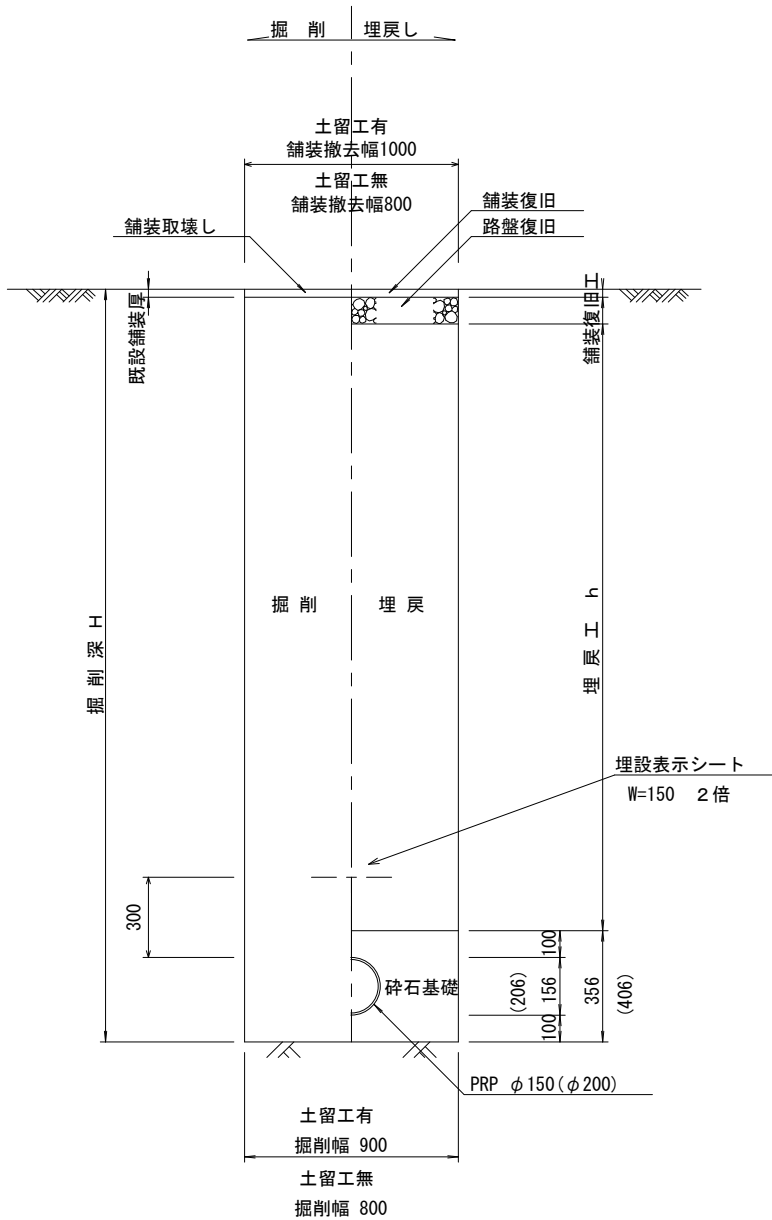 掘　削　　埋戻し
土留工有
舗装撤去幅1000
土留工無
舗装撤去幅800
舗装取壊し
舗装復旧
路盤復旧
既設舗装厚
舗装復旧工
掘 削
埋 戻
掘 削 深 H
埋 戻 工 h
埋設表示シート
W=150　２倍
300
100
砕石基礎
(206)
156
356
(406)
100
PRP φ150(φ200)
土留工有
掘削幅 900
土留工無
掘削幅 800